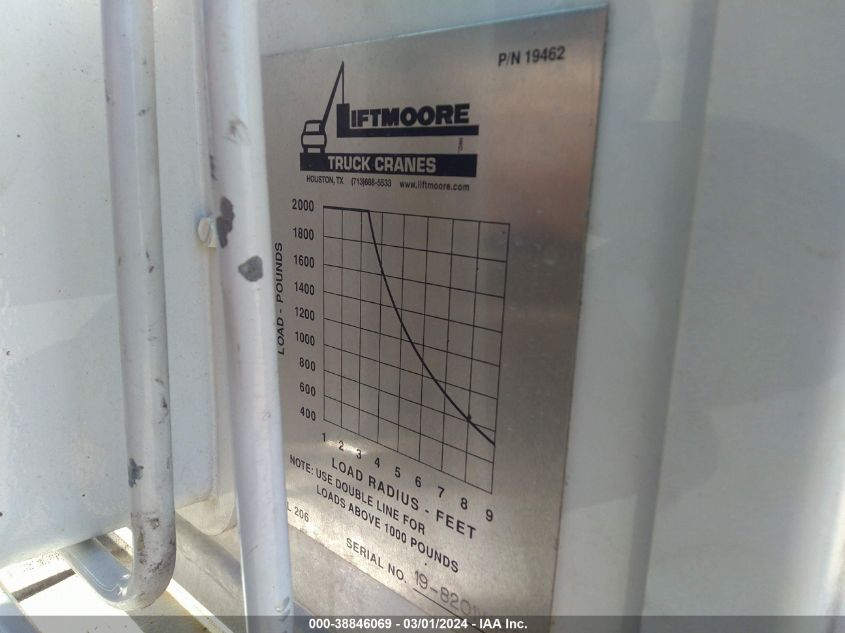 P/N 19462
LIFTMOORE
TRUCK CRANES
HOUSTON, TX (713)688-5533 www.liftmoore.com
LOAD - POUNDS
2000
1800
1600
1400
1200
1000
800
600
400
1 2 3 4 5 6 7 8 9
LOAD RADIUS - FEET
NOTE: USE DOUBLE LINE FOR
LOADS ABOVE 1000 POUNDS
L 206
SERIAL NO.
000-38846069 - 03/01/2024 - IAA Inc.